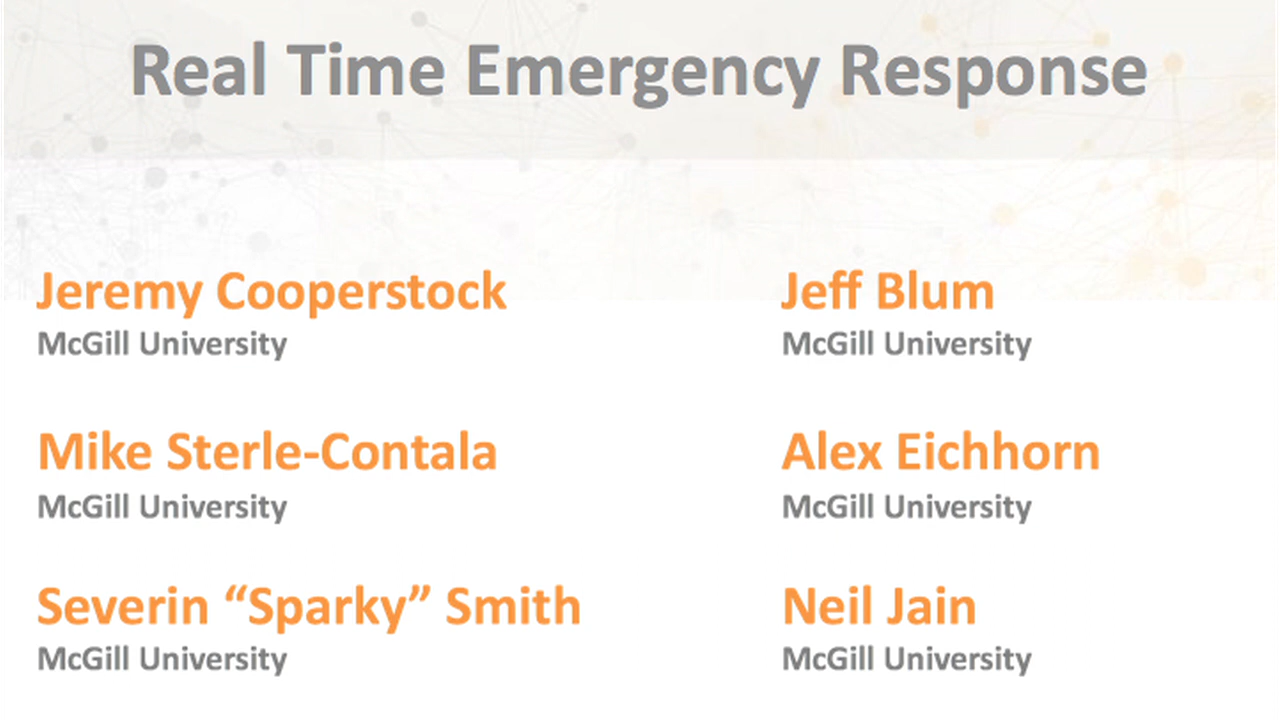 Real Time Emergency Response
Jeremy Cooperstock
McGill University
Jeff Blum
McGill University
Mike Sterle-Contala
McGill University
Alex Eichhorn
McGill University
Severin “Sparky” Smith
McGill University
Neil Jain
McGill University